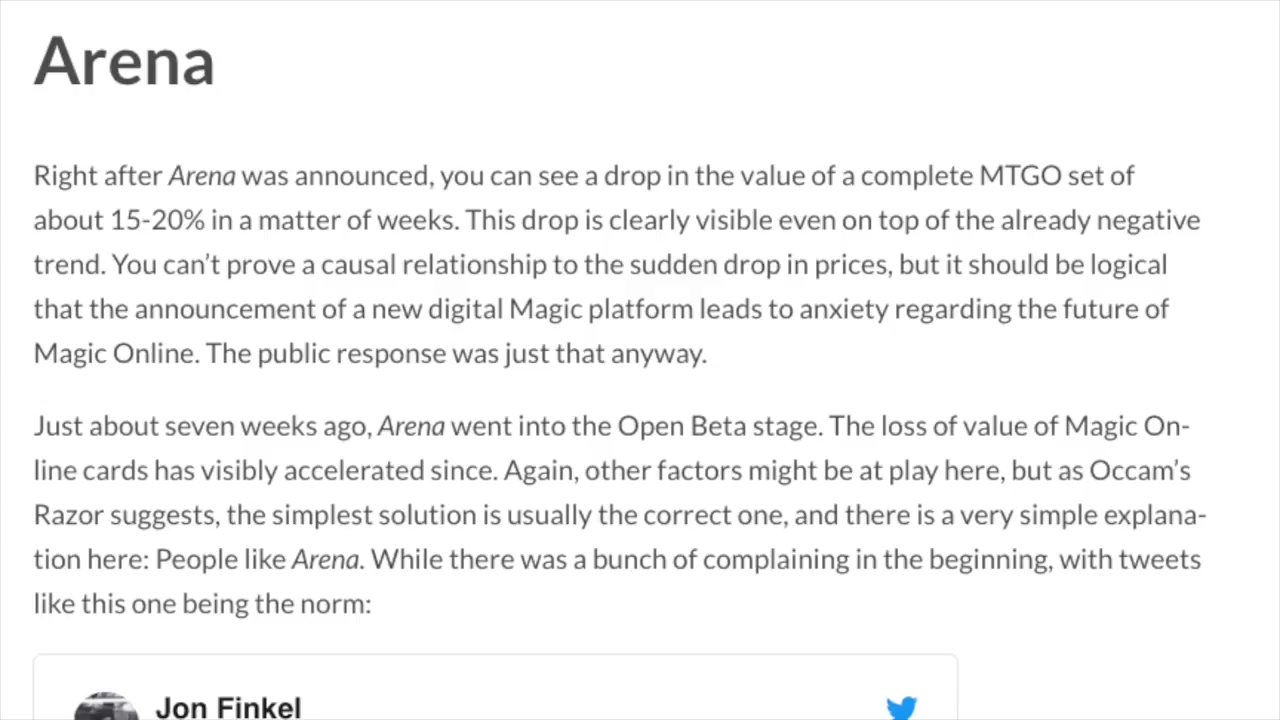 Arena
Right after Arena was announced, you can see a drop in the value of a complete MTGO set of
about 15-20% in a matter of weeks. This drop is clearly visible even on top of the already negative
trend. You can’t prove a causal relationship to the sudden drop in prices, but it should be logical
that the announcement of a new digital Magic platform leads to anxiety regarding the future of
Magic Online. The public response was just that anyway.
Just about seven weeks ago, Arena went into the Open Beta stage. The loss of value of Magic On-
line cards has visibly accelerated since. Again, other factors might be at play here, but as Occam’s
Razor suggests, the simplest solution is usually the correct one, and there is a very simple explana-
tion here: People like Arena. While there was a bunch of complaining in the beginning, with tweets
like this one being the norm:
Jon Finkel